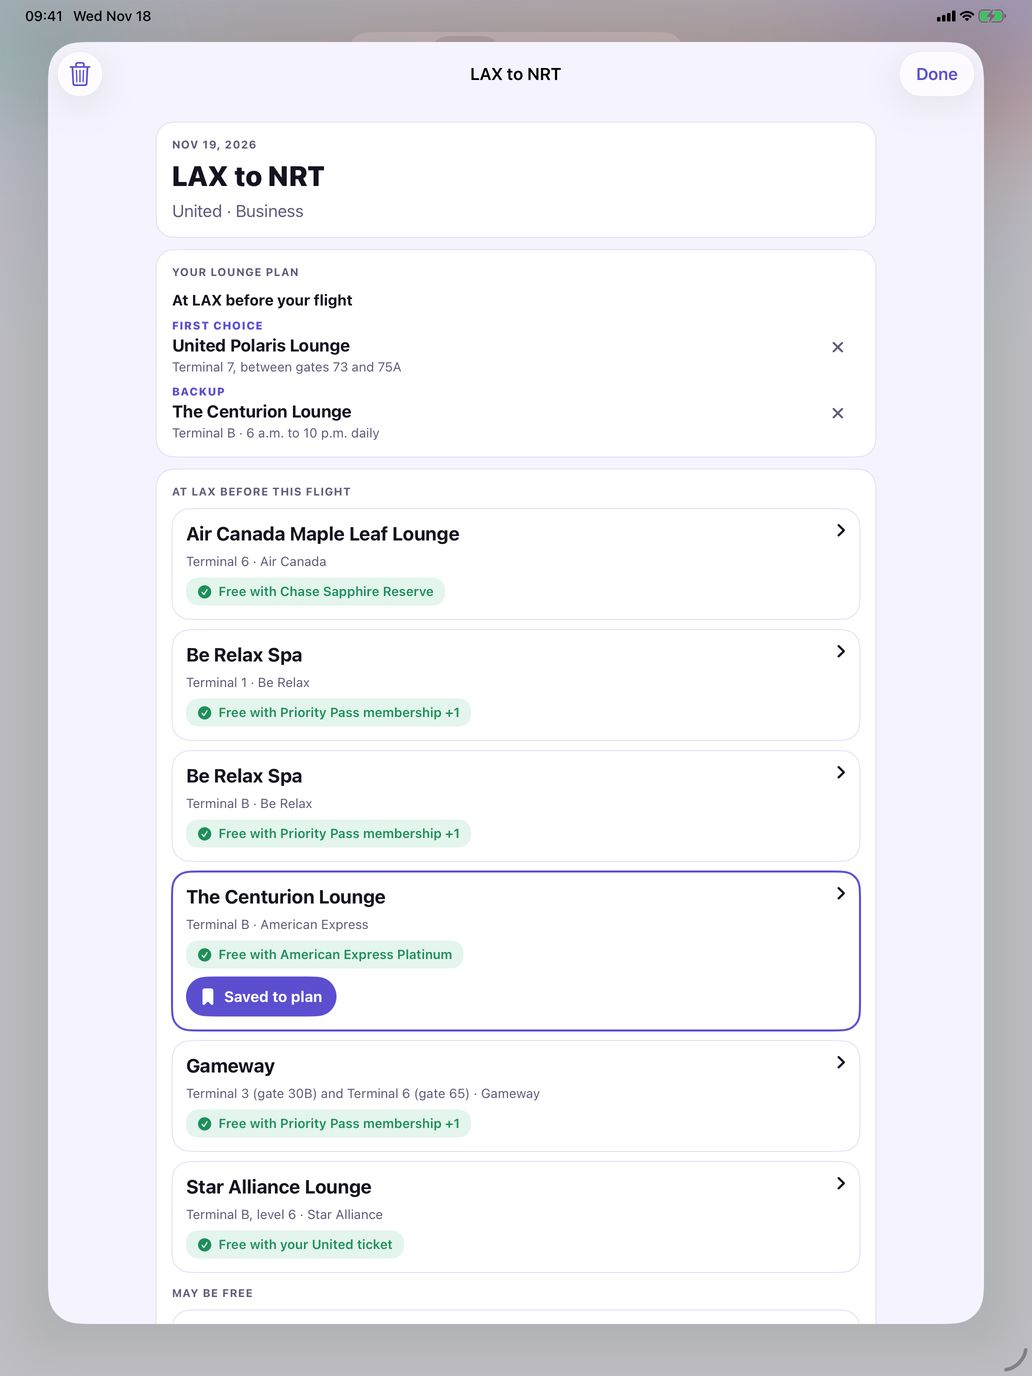 09:41 Wed Nov 18
LAX to NRT
Done
NOV 19, 2026
LAX to NRT
United · Business
YOUR LOUNGE PLAN
At LAX before your flight
FIRST CHOICE
United Polaris Lounge
Terminal 7, between gates 73 and 75A
BACKUP
The Centurion Lounge
Terminal B · 6 a.m. to 10 p.m. daily
AT LAX BEFORE THIS FLIGHT
Air Canada Maple Leaf Lounge
Terminal 6 · Air Canada
Free with Chase Sapphire Reserve
Be Relax Spa
Terminal 1 · Be Relax
Free with Priority Pass membership +1
Be Relax Spa
Terminal B · Be Relax
Free with Priority Pass membership +1
The Centurion Lounge
Terminal B · American Express
Free with American Express Platinum
Saved to plan
Gameway
Terminal 3 (gate 30B) and Terminal 6 (gate 65) · Gameway
Free with Priority Pass membership +1
Star Alliance Lounge
Terminal B, level 6 · Star Alliance
Free with your United ticket
MAY BE FREE